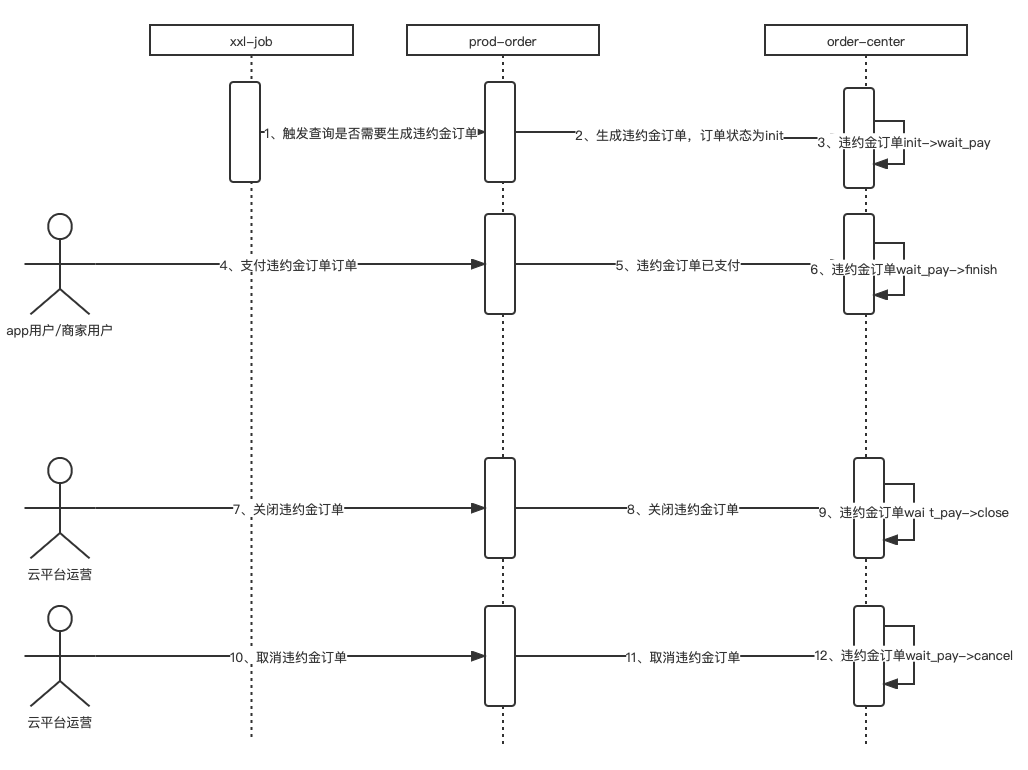 xxl-job
prod-order
order-center
1、触发查询是否需要生成违约金订单
2、生成违约金订单，订单状态为init
3、违约金订单init->wait_pay
4、支付违约金订单订单
5、违约金订单已支付
6、违约金订单wait_pay->finish
app用户/商家用户
7、关闭违约金订单
8、关闭违约金订单
9、违约金订单wai t_pay->close
云平台运营
10、取消违约金订单
11、取消违约金订单
12、违约金订单wait_pay->cancel
云平台运营